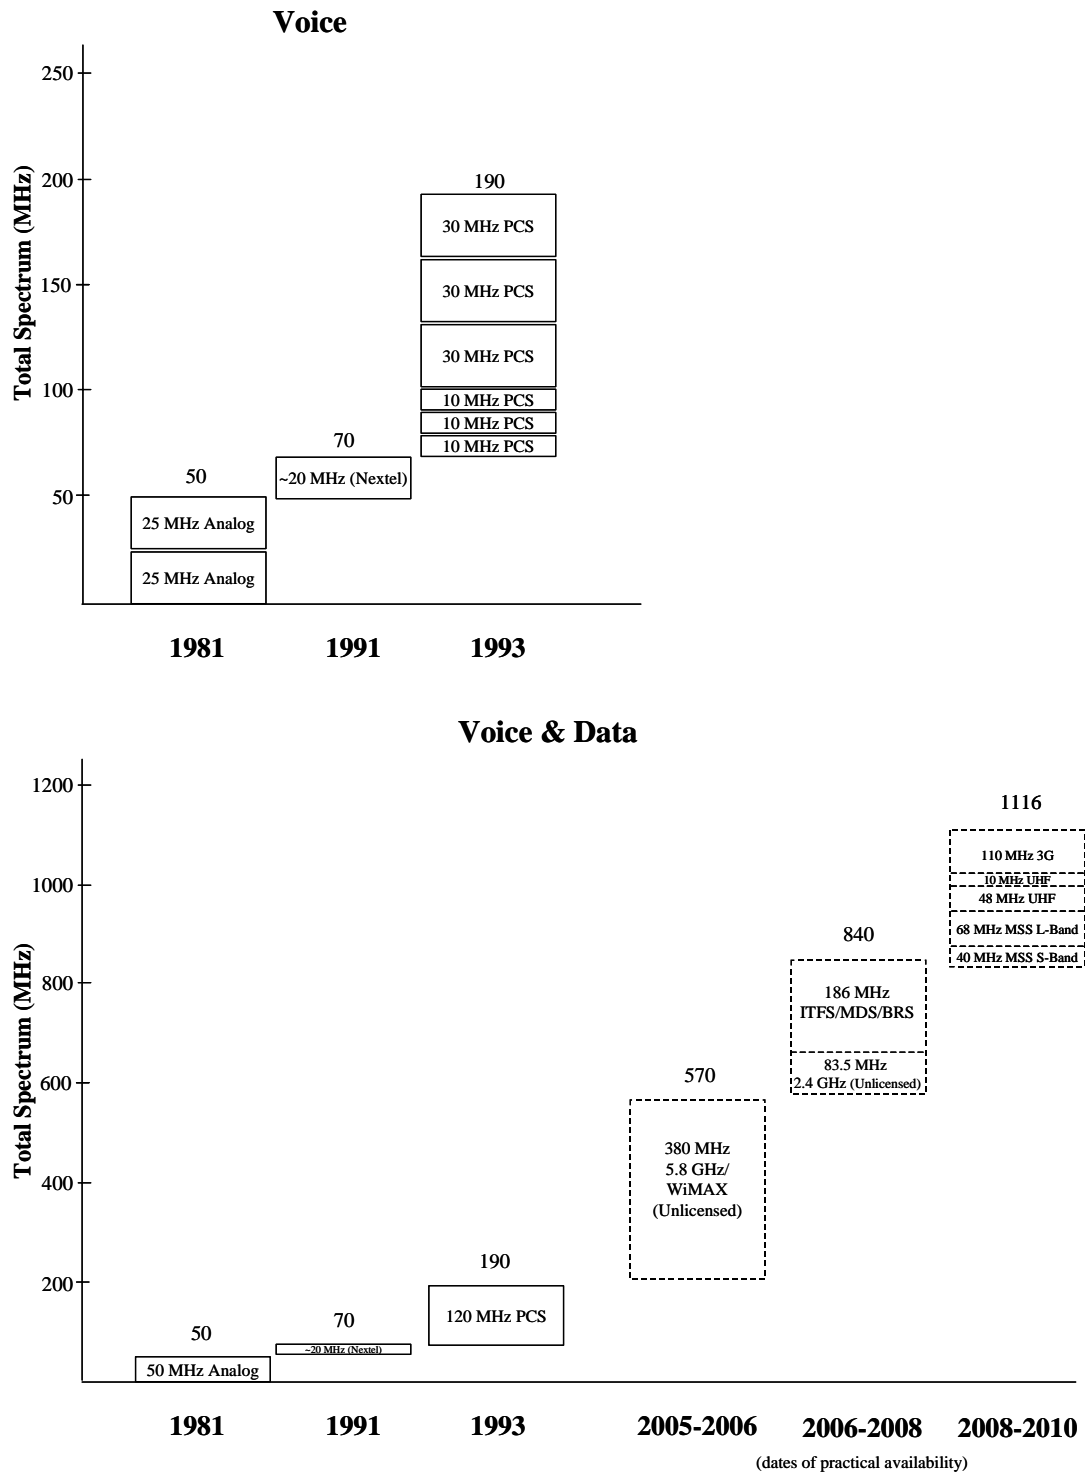 Voice
Total Spectrum (MHz)
250
200
150
100
50
190
30 MHz PCS
30 MHz PCS
30 MHz PCS
10 MHz PCS
10 MHz PCS
10 MHz PCS
70
~20 MHz (Nextel)
50
25 MHz Analog
25 MHz Analog
1981
1991
1993
Voice & Data
Total Spectrum (MHz)
1200
1000
800
600
400
200
1116
110 MHz 3G
10 MHz UHF
48 MHz UHF
68 MHz MSS L-Band
40 MHz MSS S-Band
840
186 MHz
ITFS/MDS/BRS
83.5 MHz
2.4 GHz (Unlicensed)
570
380 MHz
5.8 GHz/
WiMAX
(Unlicensed)
190
120 MHz PCS
70
~20 MHz (Nextel)
50
50 MHz Analog
1981
1991
1993
2005-2006
2006-2008
2008-2010
(dates of practical availability)